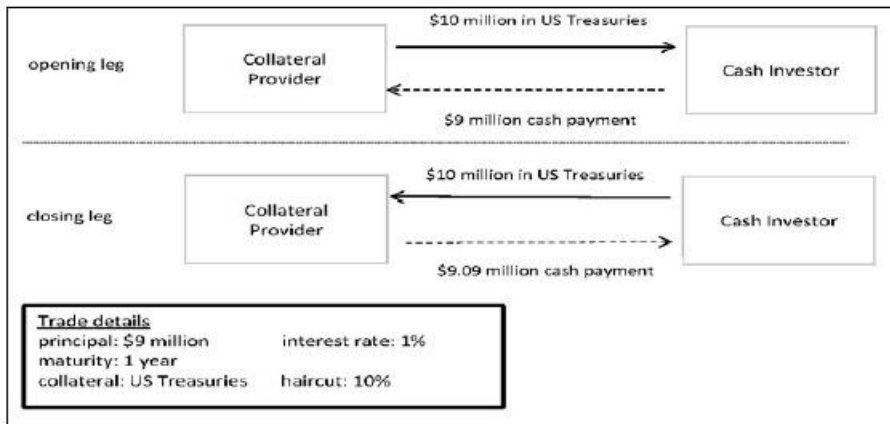 $10 million in US Treasuries
opening leg
Collateral
Provider
Cash Investor
$9 million cash payment
$10 million in US Treasuries
closing leg
Collateral
Provider
Cash Investor
$9.09 million cash payment
Trade details
principal: $9 million interest rate: 1%
maturity: 1 year
collateral: US Treasuries haircut: 10%